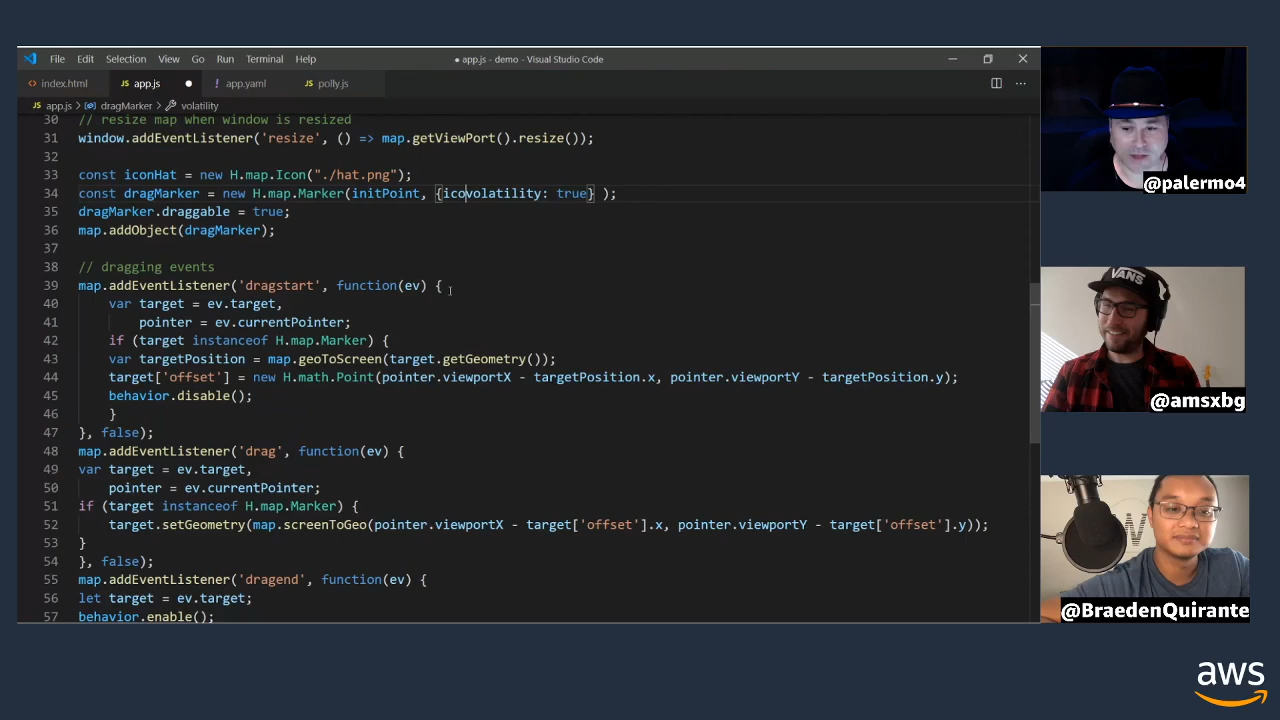 File Edit Selection View Go Run Terminal Help
● app.js - demo - Visual Studio Code
index.html
app.js
app.yaml
polly.js
app.js > dragMarker > volatility
30 // resize map when window is resized
31 window.addEventListener('resize', () => map.getViewPort().resize());
32
33 const iconHat = new H.map.Icon("./hat.png");
34 const dragMarker = new H.map.Marker(initPoint, {icovolatility: true} );
35 dragMarker.draggable = true;
36 map.addObject(dragMarker);
37
38 // dragging events
39 map.addEventListener('dragstart', function(ev) {
40 var target = ev.target,
41 pointer = ev.currentPointer;
42 if (target instanceof H.map.Marker) {
43 var targetPosition = map.geoToScreen(target.getGeometry());
44 target['offset'] = new H.math.Point(pointer.viewportX - targetPosition.x, pointer.viewportY - targetPosition.y);
45 behavior.disable();
46 }
47 }, false);
48 map.addEventListener('drag', function(ev) {
49 var target = ev.target,
50 pointer = ev.currentPointer;
51 if (target instanceof H.map.Marker) {
52 target.setGeometry(map.screenToGeo(pointer.viewportX - target['offset'].x, pointer.viewportY - target['offset'].y));
53 }
54 }, false);
55 map.addEventListener('dragend', function(ev) {
56 let target = ev.target;
57 behavior.enable();
@palermo4
VANS
@amsxbg
@BraedenQuirante
aws